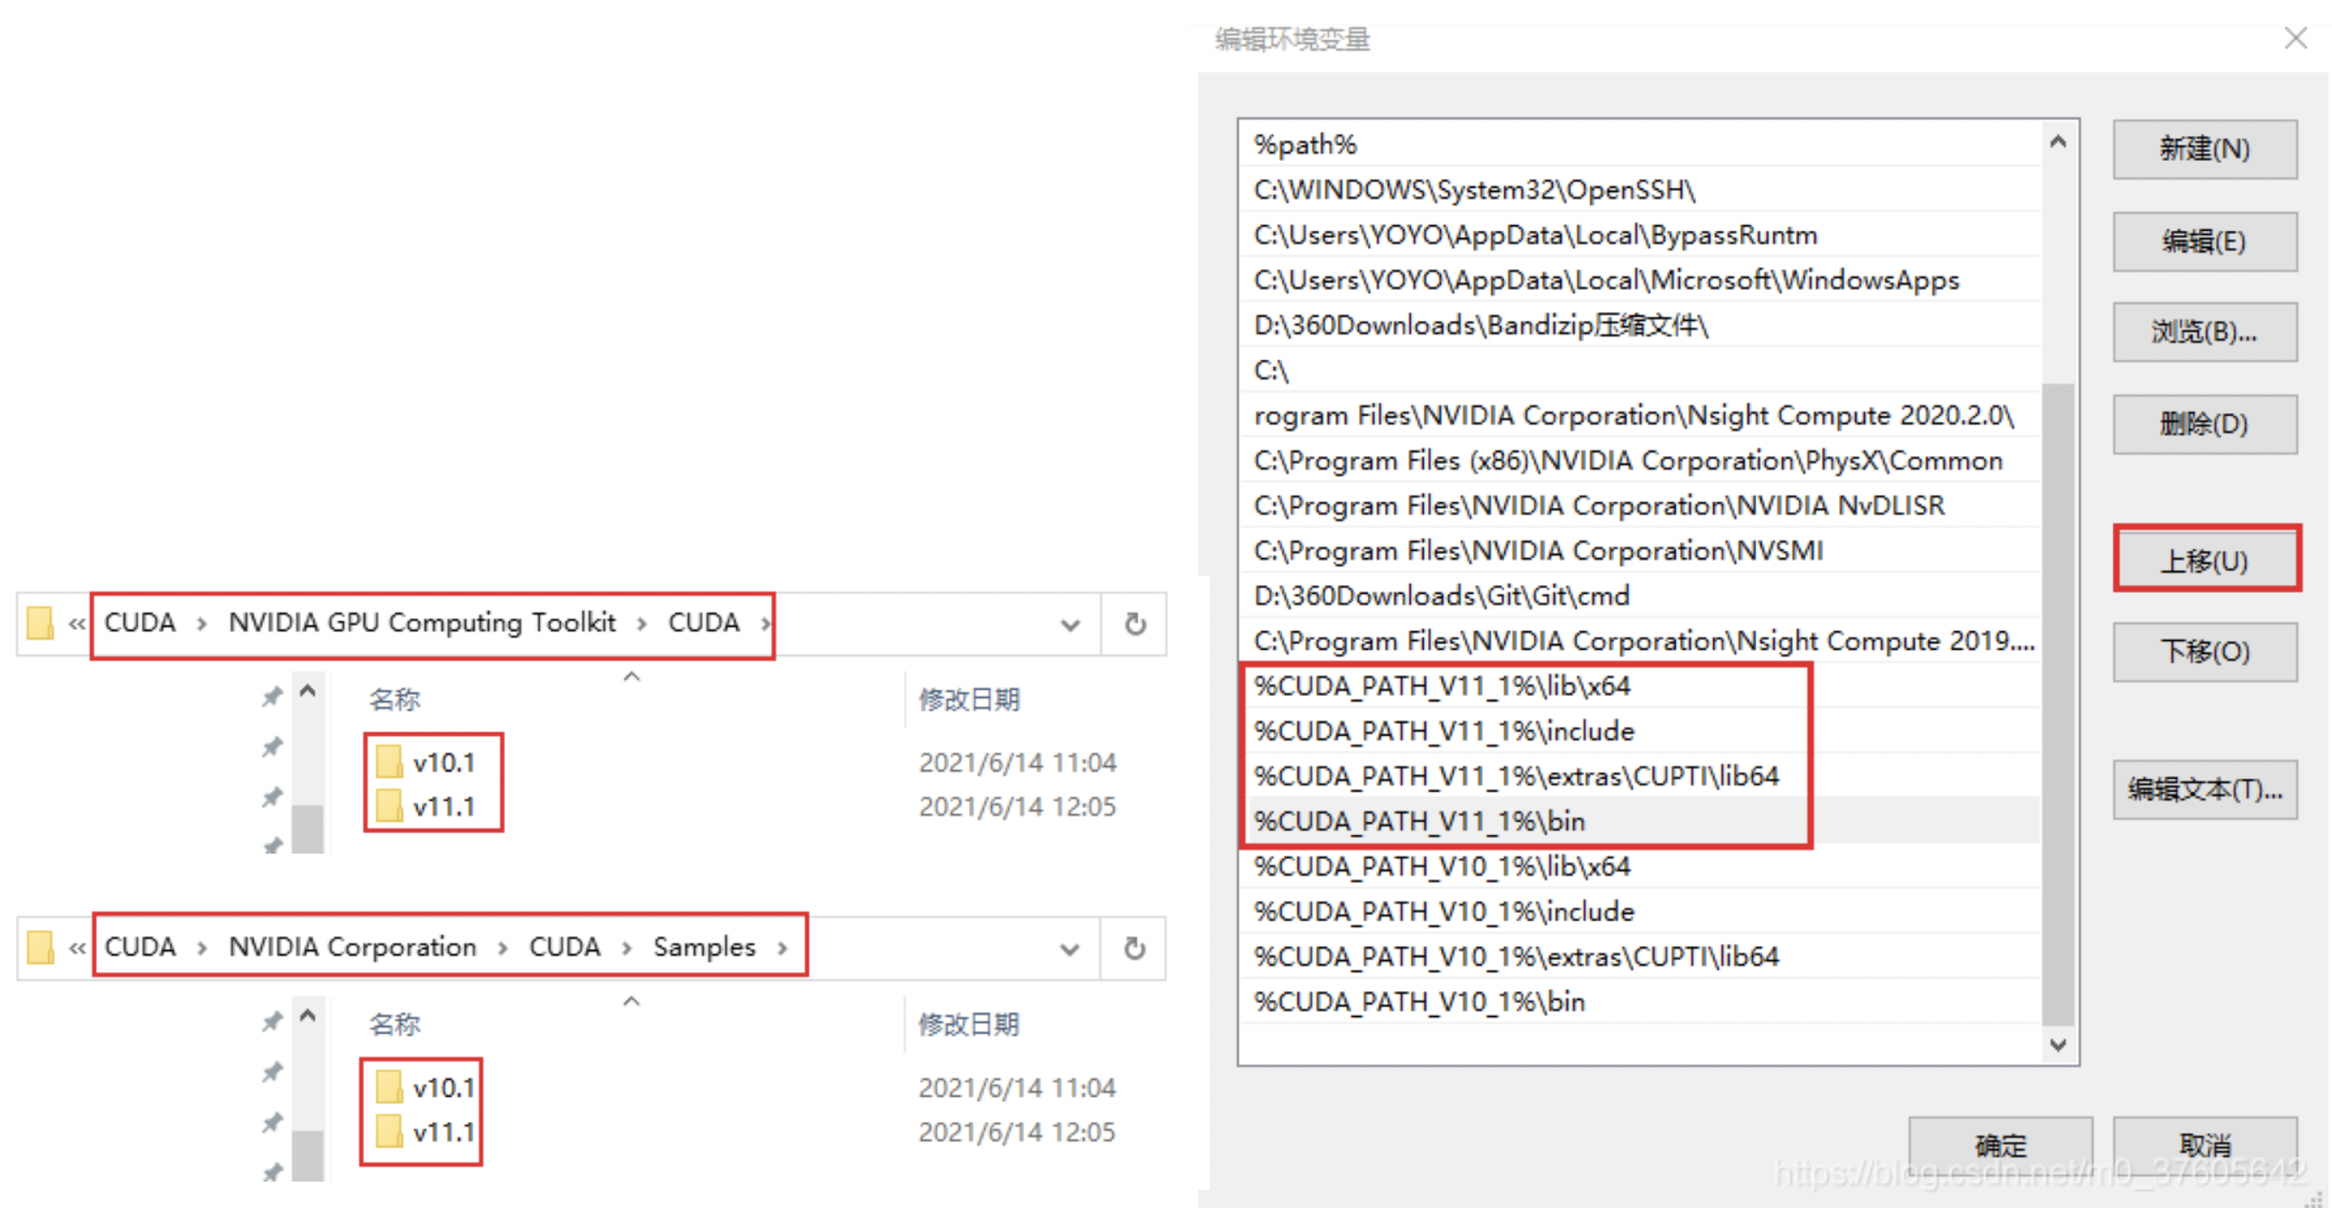 CUDA › NVIDIA GPU Computing Toolkit › CUDA ›
名称 修改日期
v10.1 2021/6/14 11:04
v11.1 2021/6/14 12:05
CUDA › NVIDIA Corporation › CUDA › Samples ›
名称 修改日期
v10.1 2021/6/14 11:04
v11.1 2021/6/14 12:05
编辑环境变量
%path%
C:\WINDOWS\System32\OpenSSH\
C:\Users\YOYO\AppData\Local\BypassRuntm
C:\Users\YOYO\AppData\Local\Microsoft\WindowsApps
D:\360Downloads\Bandizip压缩文件\
C:\
rogram Files\NVIDIA Corporation\Nsight Compute 2020.2.0\
C:\Program Files (x86)\NVIDIA Corporation\PhysX\Common
C:\Program Files\NVIDIA Corporation\NVIDIA NvDLISR
C:\Program Files\NVIDIA Corporation\NVSMI
D:\360Downloads\Git\Git\cmd
C:\Program Files\NVIDIA Corporation\Nsight Compute 2019....
%CUDA_PATH_V11_1%\lib\x64
%CUDA_PATH_V11_1%\include
%CUDA_PATH_V11_1%\extras\CUPTI\lib64
%CUDA_PATH_V11_1%\bin
%CUDA_PATH_V10_1%\lib\x64
%CUDA_PATH_V10_1%\include
%CUDA_PATH_V10_1%\extras\CUPTI\lib64
%CUDA_PATH_V10_1%\bin
新建(N)
编辑(E)
浏览(B)...
删除(D)
上移(U)
下移(O)
编辑文本(T)...
确定
取消
https://blog.csdn.net/m0_37605642